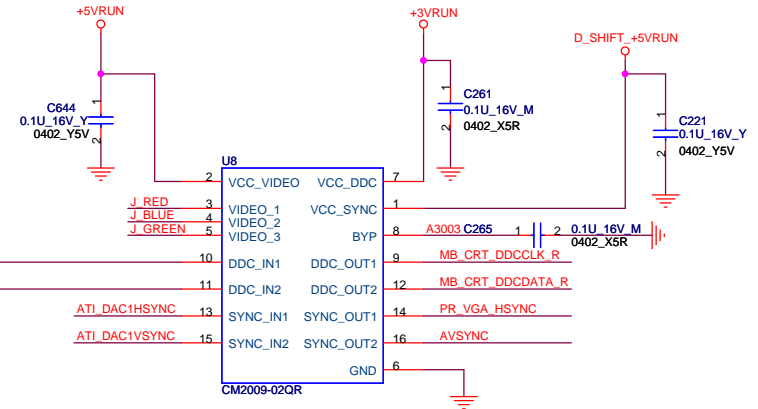 +5VRUN
+3VRUN
D_SHIFT_+5VRUN
1
C644
0.1U_16V_Y
0402_Y5V
2
1
C261
0.1U_16V_M
0402_X5R
2
1
C221
0.1U_16V_Y
0402_Y5V
2
U8
2 VCC_VIDEO VCC_DDC 7
J_RED 3 VIDEO_1 VCC_SYNC 1
J_BLUE 4 VIDEO_2
J_GREEN 5 VIDEO_3 BYP 8 A3003 C265 1 2 0.1U_16V_M
0402_X5R
10 DDC_IN1 DDC_OUT1 9 MB_CRT_DDCCLK_R
11 DDC_IN2 DDC_OUT2 12 MB_CRT_DDCDATA_R
ATI_DAC1HSYNC 13 SYNC_IN1 SYNC_OUT1 14 PR_VGA_HSYNC
ATI_DAC1VSYNC 15 SYNC_IN2 SYNC_OUT2 16 AVSYNC
GND 6
CM2009-02QR